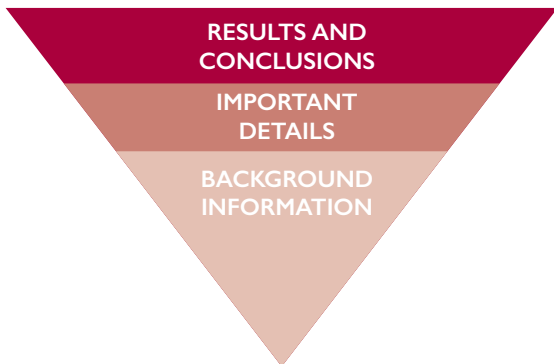 RESULTS AND
CONCLUSIONS
IMPORTANT
DETAILS
BACKGROUND
INFORMATION